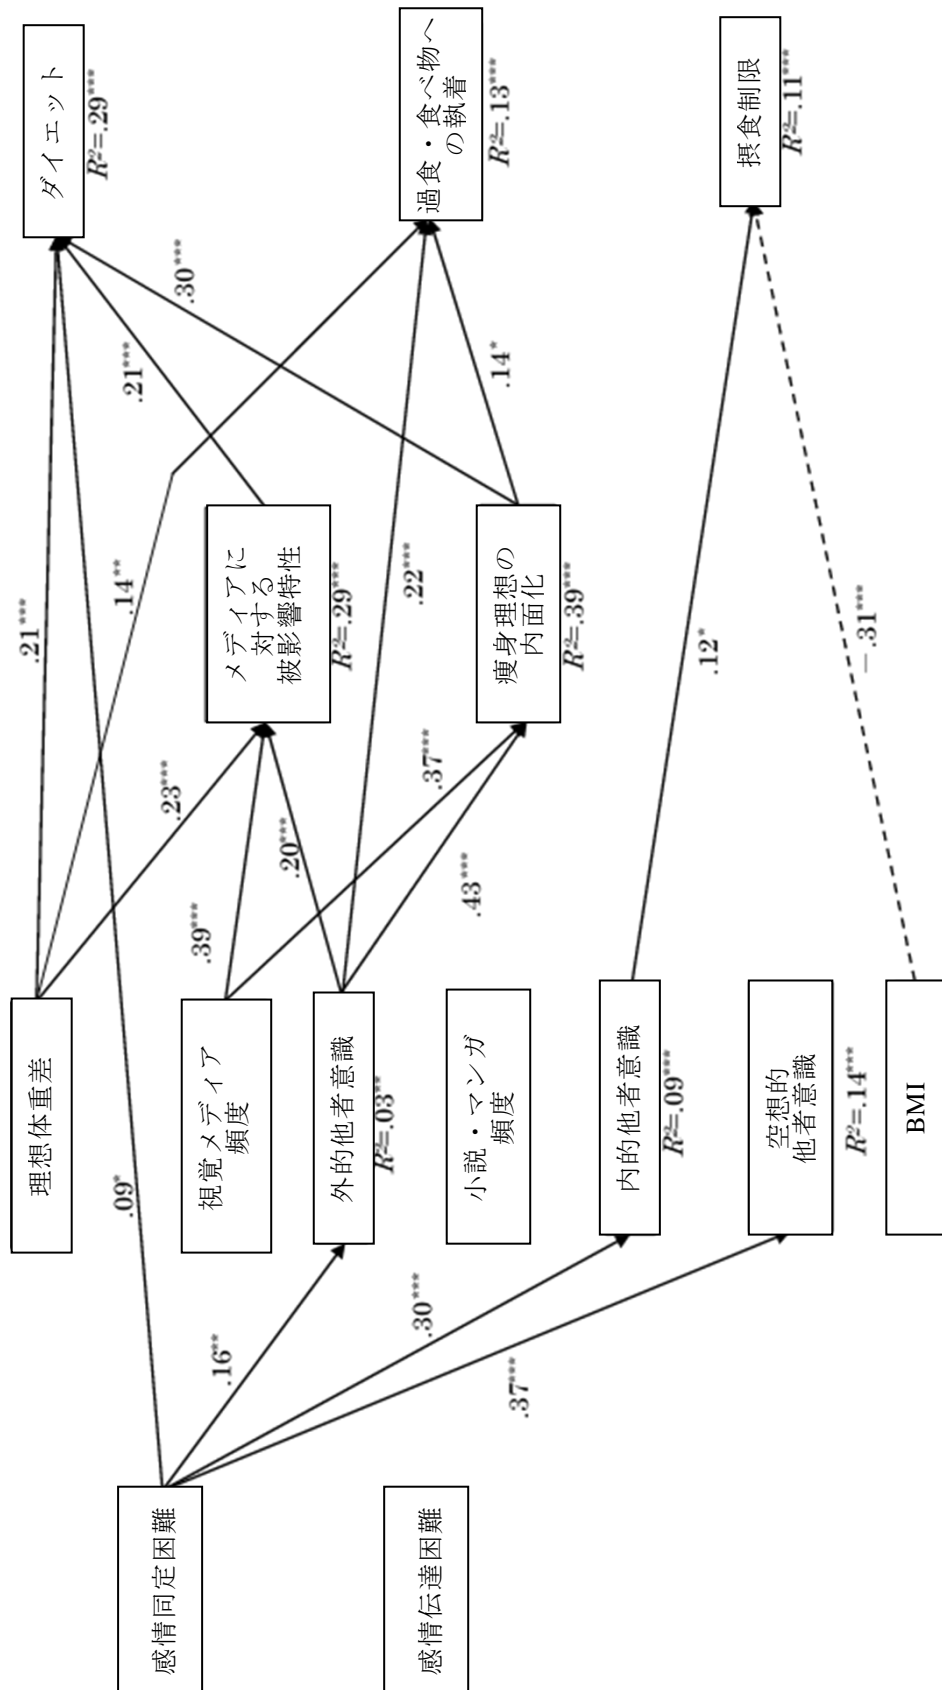 感情同定困難
感情伝達困難
理想体重差
視覚メディア
頻度
外的他者意識
R²=.03**
小説・マンガ
頻度
内的他者意識
R²=.09***
空想的
他者意識
R²=.14***
BMI
メディアに
対する
被影響特性
R²=.29***
痩身理想の
内面化
R²=.39***
ダイエット
R²=.29***
過食・食べ物へ
の執着
R²=.13***
摂食制限
R²=.11***
.09*
.16**
.30***
.37***
.21***
.14**
.23***
.39***
.20***
.37***
.43***
.22***
.21***
.30***
.14*
.12*
−.31***